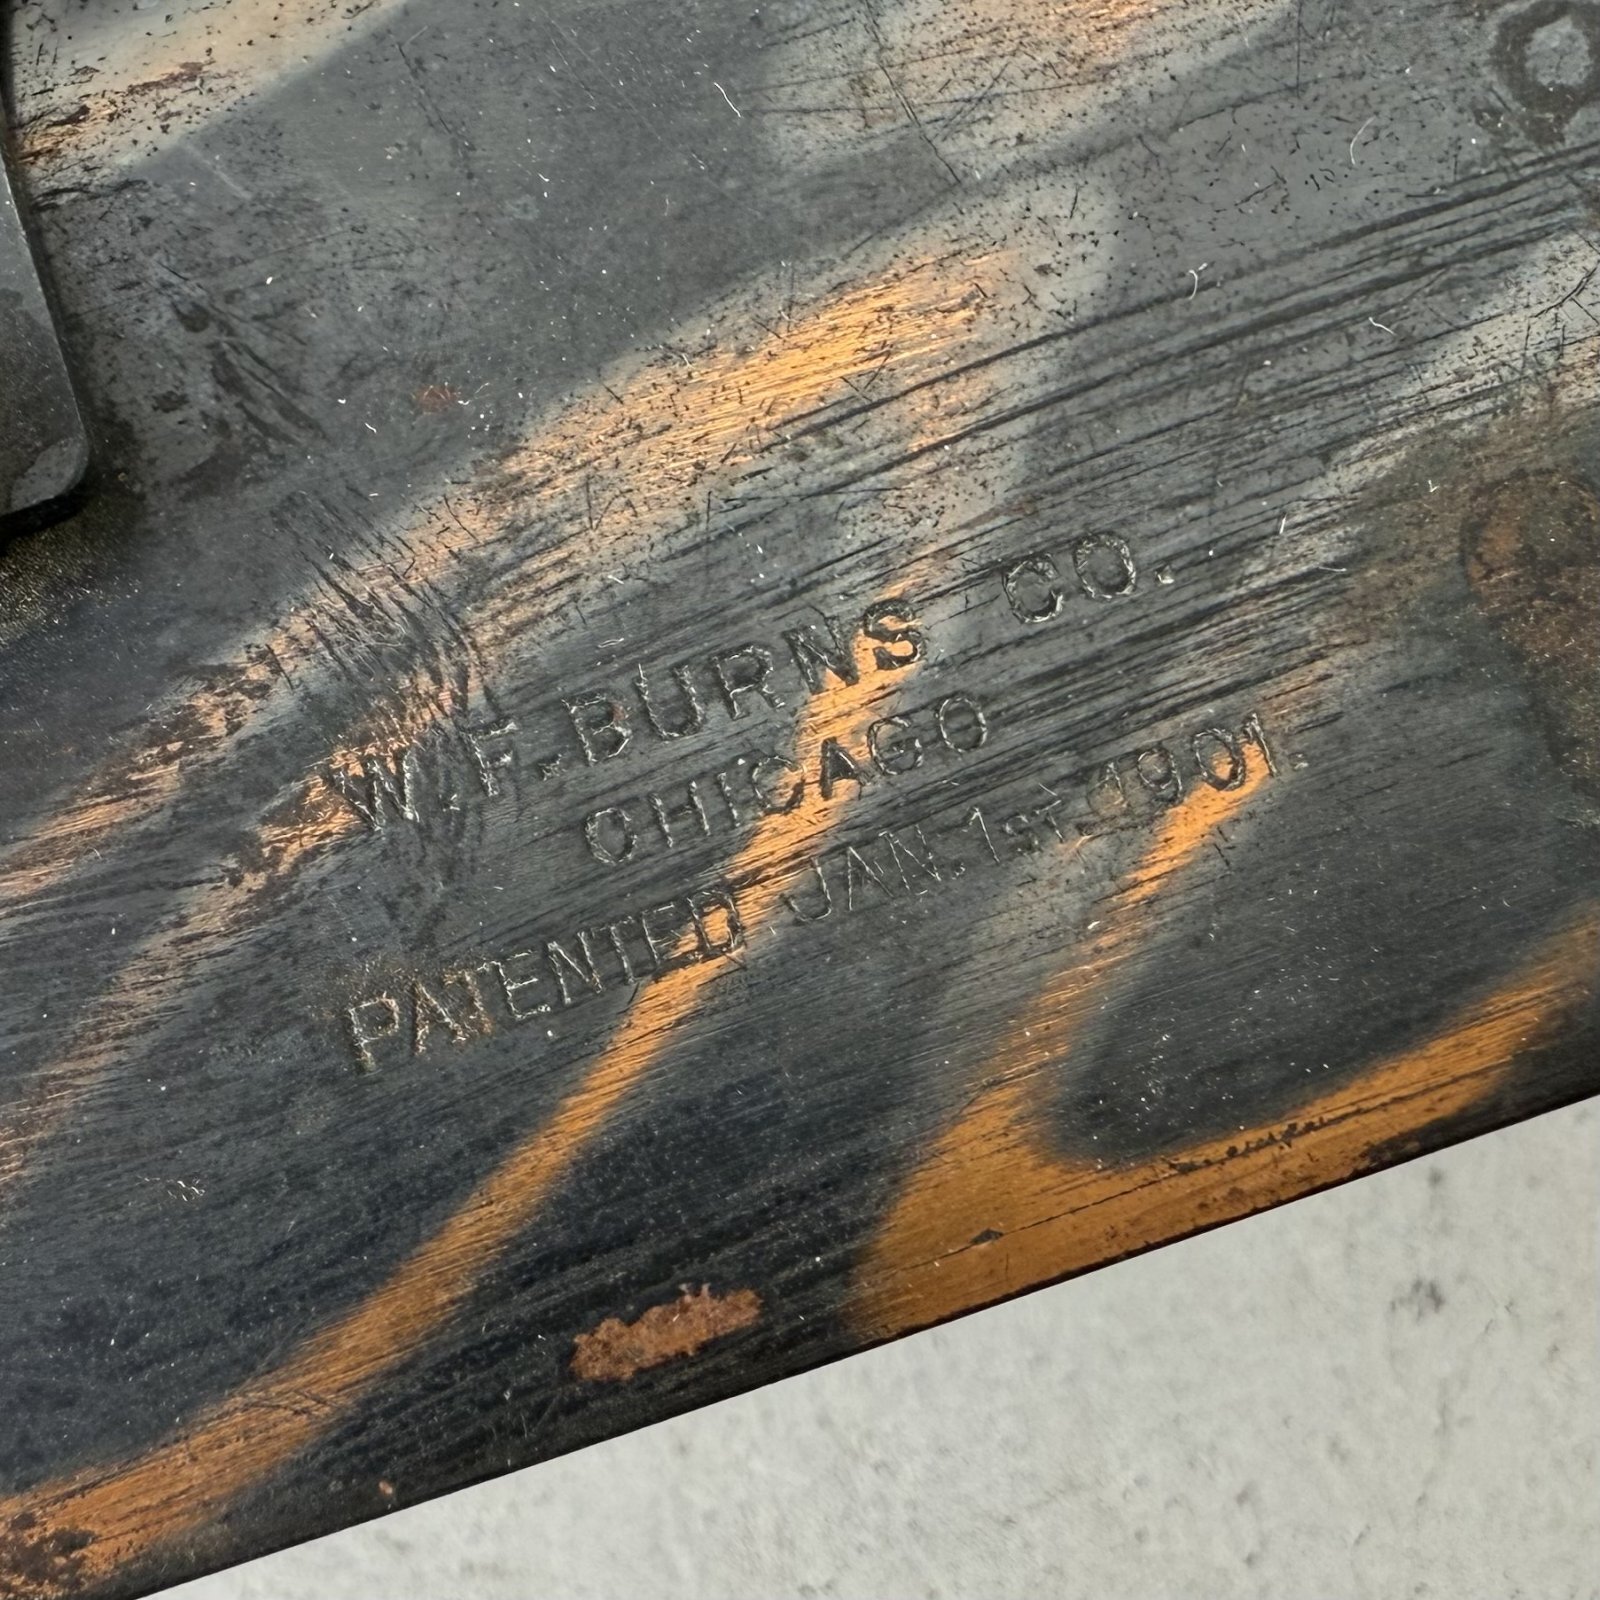 W.F.BURNS CO.
CHICAGO
PATENTED JAN.1ST.1901.